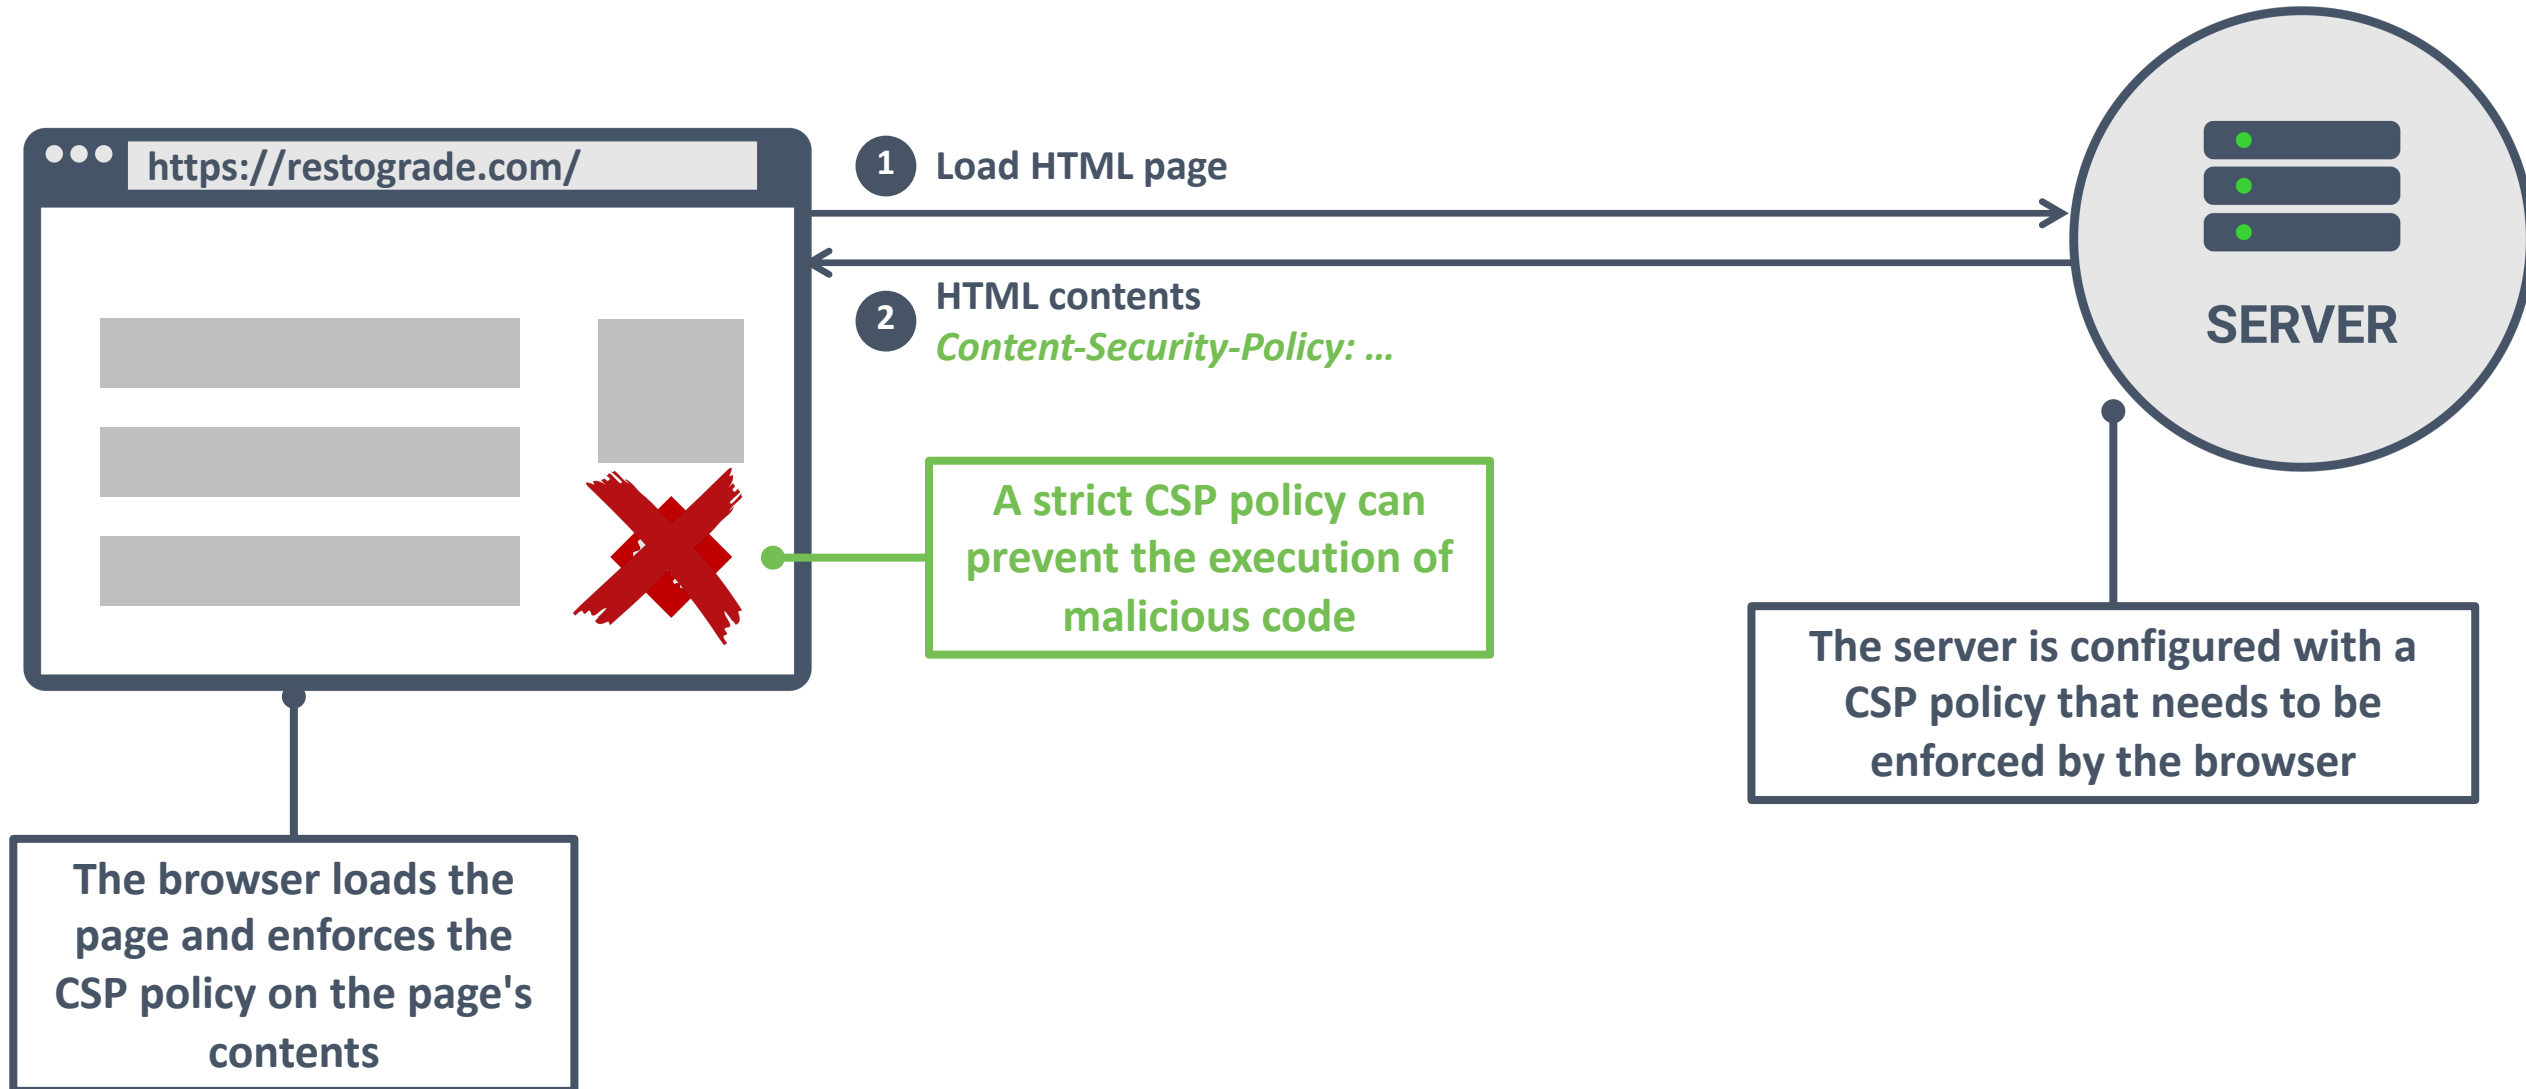 https://restograde.com/
1 Load HTML page
2 HTML contents
Content-Security-Policy: ...
SERVER
A strict CSP policy can
prevent the execution of
malicious code
The server is configured with a
CSP policy that needs to be
enforced by the browser
The browser loads the
page and enforces the
CSP policy on the page's
contents